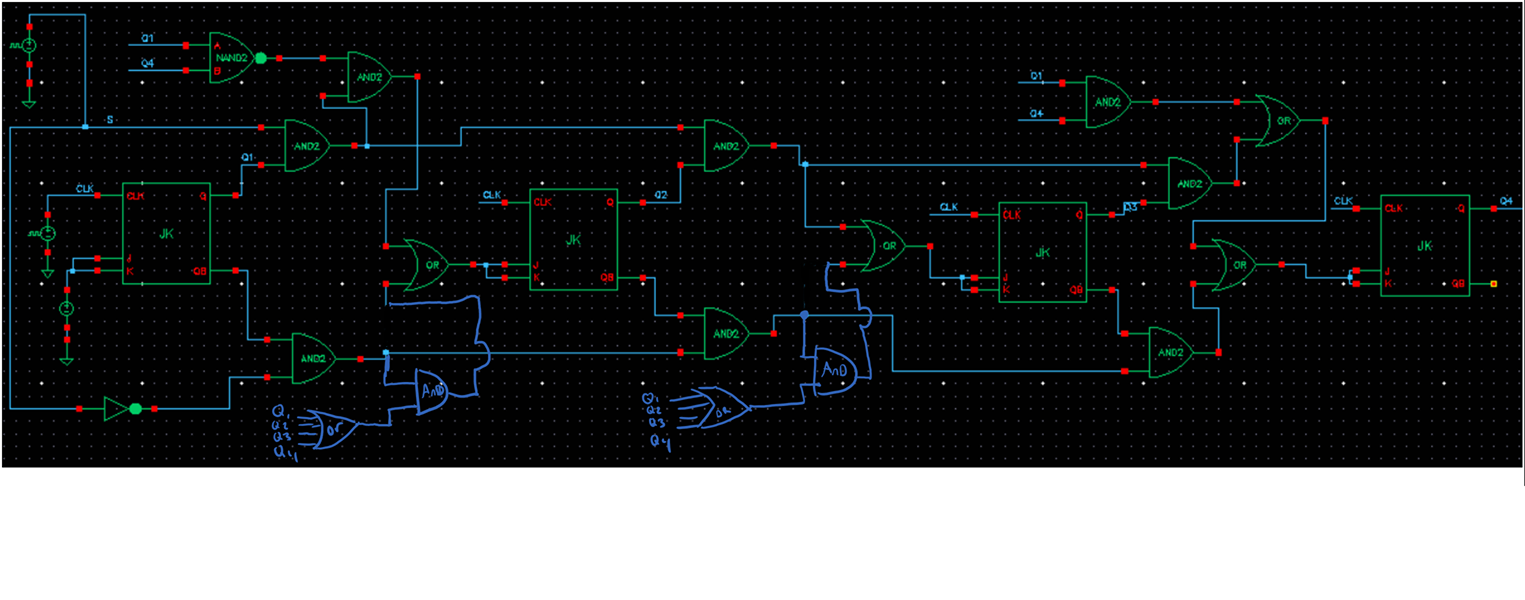 Q1
Q4
A
B
NAND2
AND2
S
AND2
Q1
CLK
CLK
Q
JK
J
K
QB
AND2
OR
CLK
CLK
Q
Q2
JK
J
K
QB
AND2
AND2
AnD
Q1
Q2
Q3
Q4
Or
OR
CLK
CLK
Q
Q3
JK
J
K
QB
AnD
Q1
Q2
Q3
Q4
OR
Q1
Q4
AND2
OR
AND2
AND2
OR
CLK
CLK
Q
Q4
JK
J
K
QB